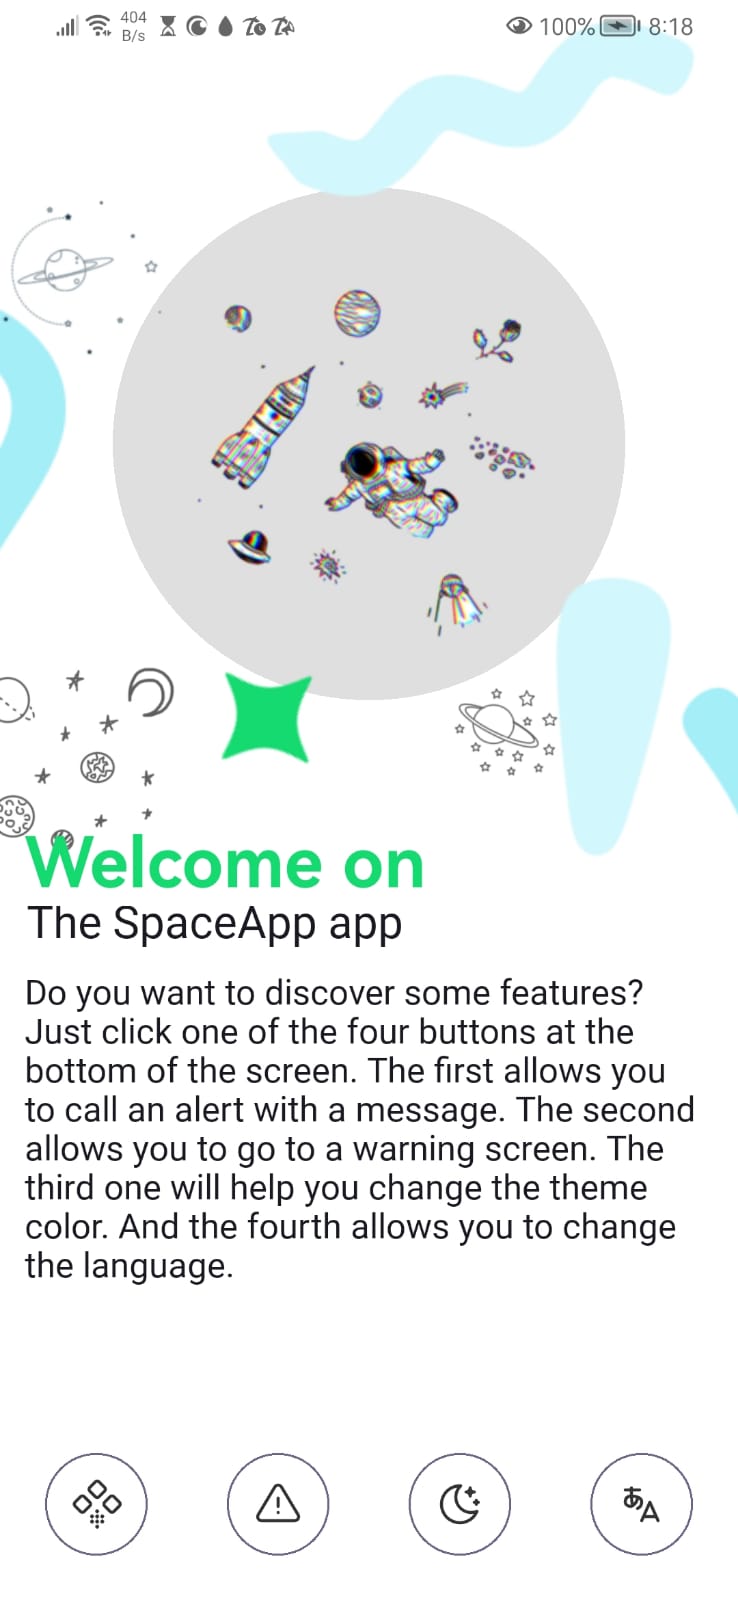 404
B/s
100%
8:18
Welcome on
The SpaceApp app
Do you want to discover some features?
Just click one of the four buttons at the
bottom of the screen. The first allows you
to call an alert with a message. The second
allows you to go to a warning screen. The
third one will help you change the theme
color. And the fourth allows you to change
the language.
あA